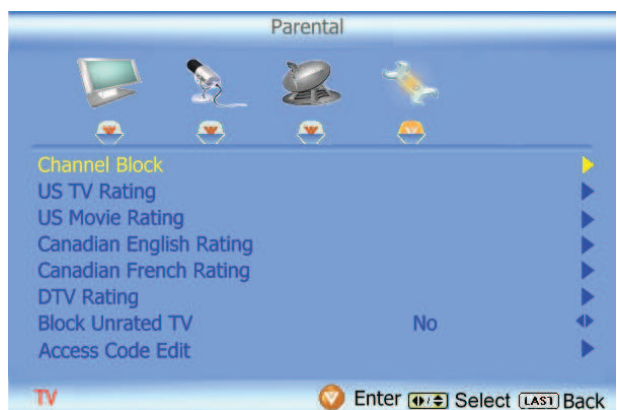 Parental
Channel Block
US TV Rating
US Movie Rating
Canadian English Rating
Canadian French Rating
DTV Rating
Block Unrated TV No
Access Code Edit
TV Enter Select LAST Back